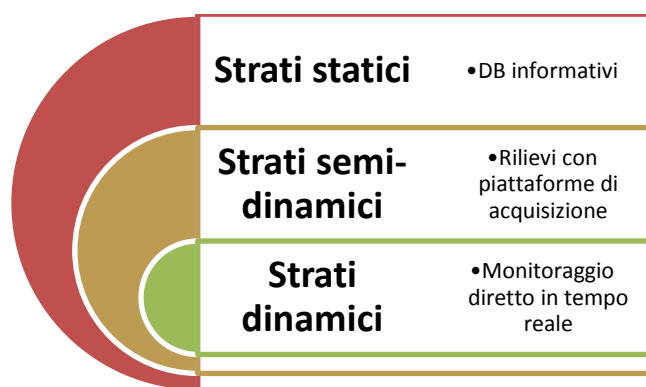 Strati statici
•DB informativi
Strati semi-
dinamici
•Rilievi con
piattaforme di
acquisizione
Strati
dinamici
•Monitoraggio
diretto in tempo
reale